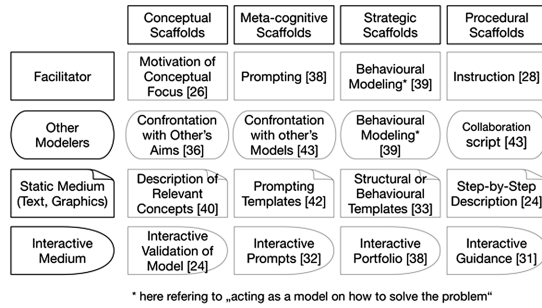 Conceptual Scaffolds
Meta-cognitive Scaffolds
Strategic Scaffolds
Procedural Scaffolds
Facilitator
Motivation of Conceptual Focus [26]
Prompting [38]
Behavioural Modeling* [39]
Instruction [28]
Other Modelers
Confrontation with Other's Aims [36]
Confrontation with other's Models [43]
Behavioural Modeling* [39]
Collaboration script [43]
Static Medium (Text, Graphics)
Description of Relevant Concepts [40]
Prompting Templates [42]
Structural or Behavioural Templates [33]
Step-by-Step Description [24]
Interactive Medium
Interactive Validation of Model [24]
Interactive Prompts [32]
Interactive Portfolio [38]
Interactive Guidance [31]
* here referring to „acting as a model on how to solve the problem“